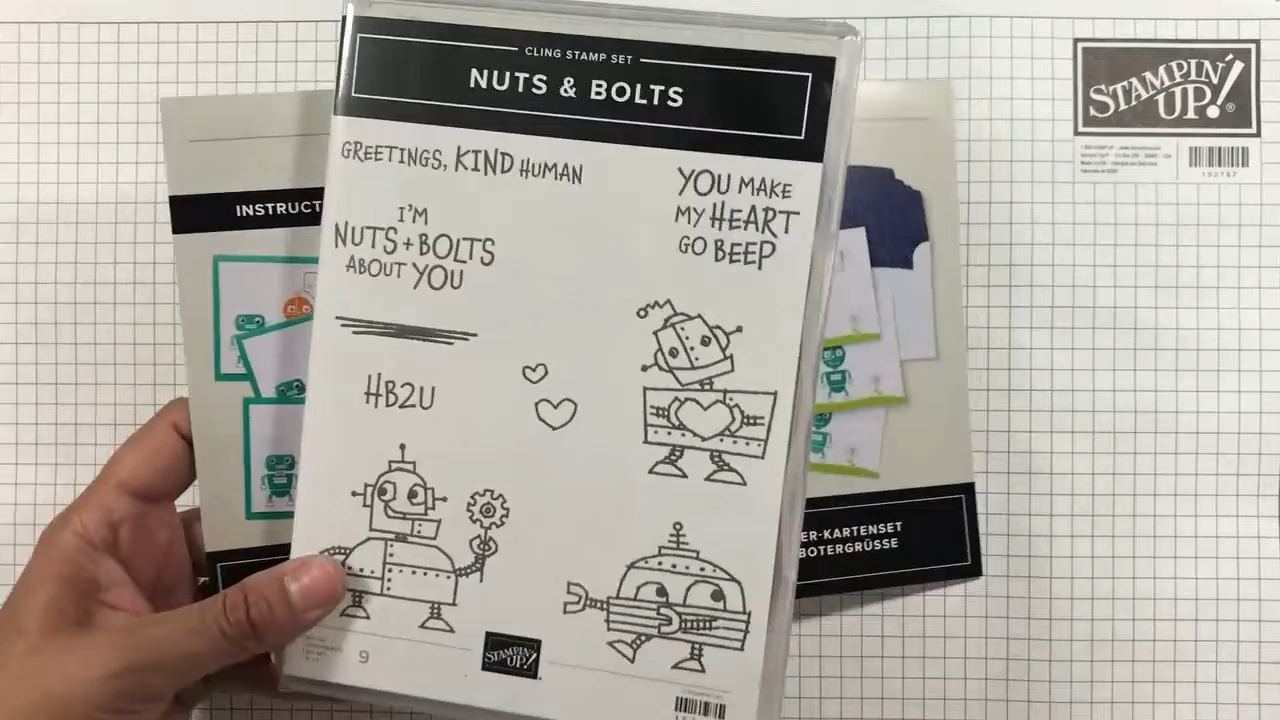 CLING STAMP SET
NUTS & BOLTS
GREETINGS, KIND HUMAN
YOU MAKE
MY HEART
GO BEEP
I'M
NUTS + BOLTS
ABOUT YOU
HB2U
9
STAMPIN' UP!®
INSTRUCT
ER-KARTENSET
BOTERGRÜSSE
STAMPIN'
UP!®
102787